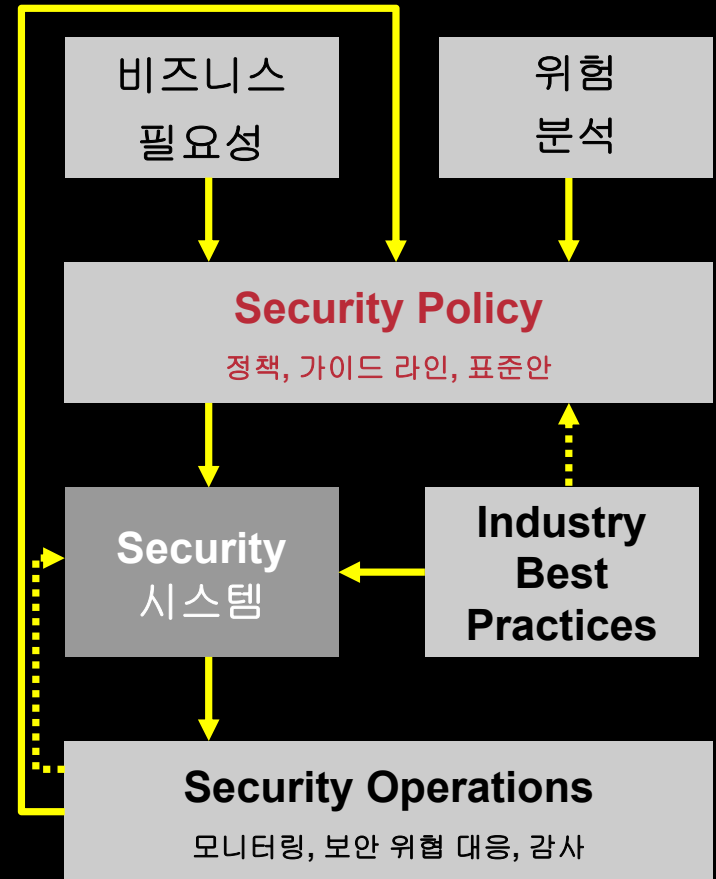 비즈니스
필요성
위험
분석
Security Policy
정책, 가이드 라인, 표준안
Security
시스템
Industry
Best
Practices
Security Operations
모니터링, 보안 위협 대응, 감사